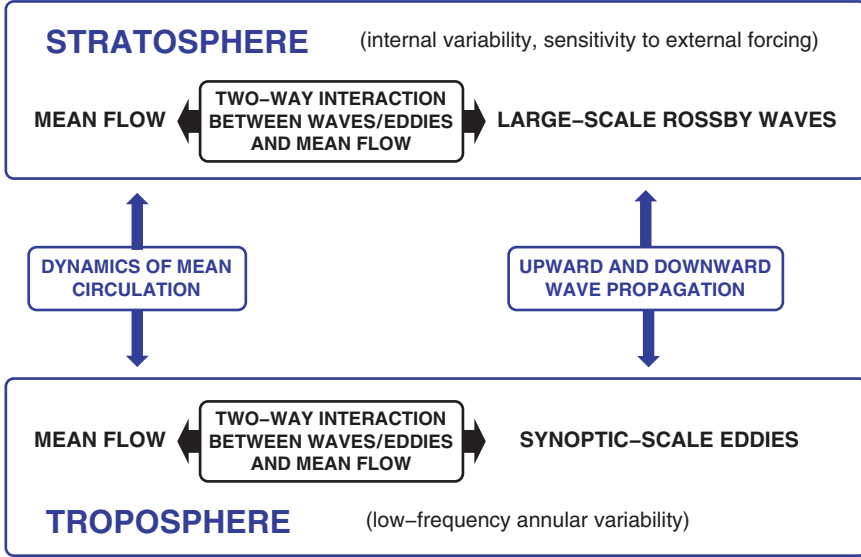 STRATOSPHERE (internal variability, sensitivity to external forcing)
MEAN FLOW
TWO−WAY INTERACTION
BETWEEN WAVES/EDDIES
AND MEAN FLOW
LARGE−SCALE ROSSBY WAVES
DYNAMICS OF MEAN
CIRCULATION
UPWARD AND DOWNWARD
WAVE PROPAGATION
MEAN FLOW
TWO−WAY INTERACTION
BETWEEN WAVES/EDDIES
AND MEAN FLOW
SYNOPTIC−SCALE EDDIES
TROPOSPHERE (low−frequency annular variability)